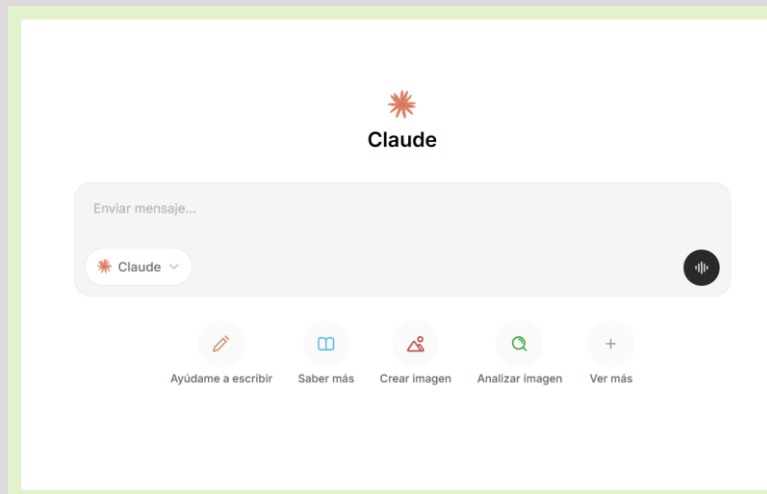 Claude
Enviar mensaje...
Claude
Ayúdame a escribir
Saber más
Crear imagen
Analizar imagen
Ver más